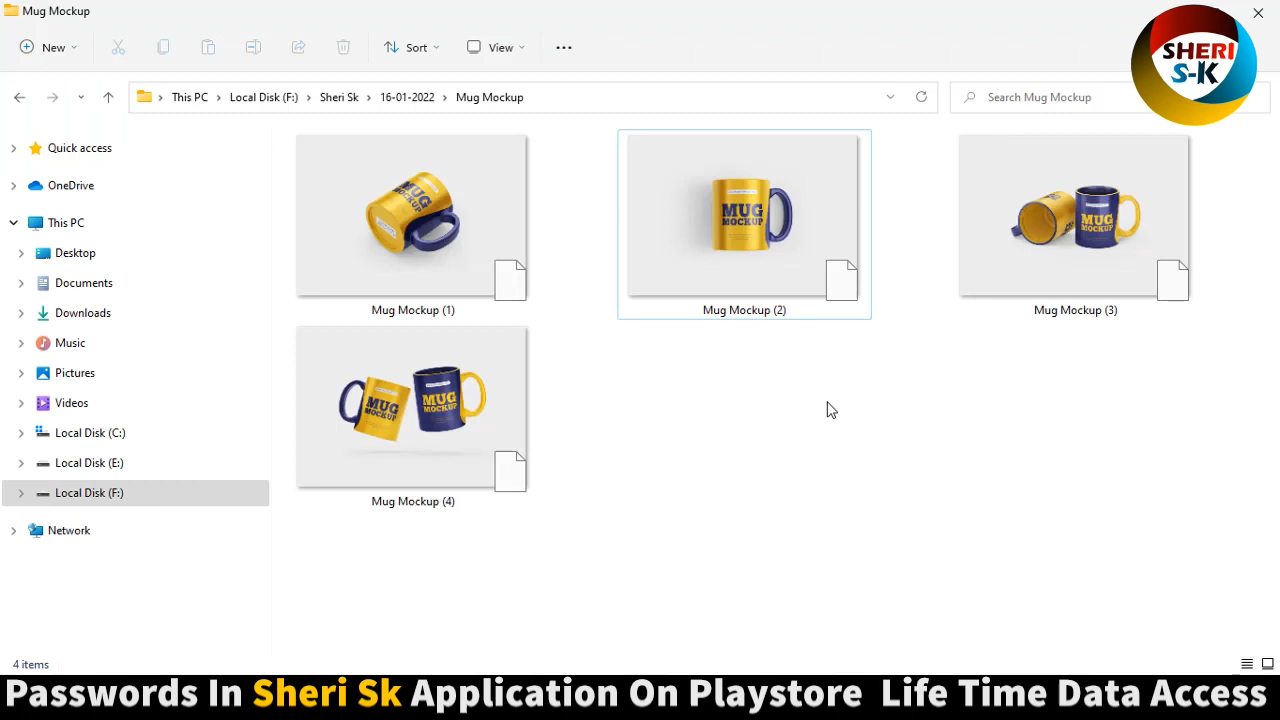 Mug Mockup
New
Sort
View
This PC > Local Disk (F:) > Sheri Sk > 16-01-2022 > Mug Mockup
Search Mug Mockup
SHERI
S-K
Quick access
OneDrive
This PC
Desktop
Documents
Downloads
Music
Pictures
Videos
Local Disk (C:)
Local Disk (E:)
Local Disk (F:)
Network
MUG
MOCKUP
Mug Mockup (1)
MUG
MOCKUP
Mug Mockup (2)
MUG
MOCKUP
Mug Mockup (3)
MUG
MOCKUP
MUG
MOCKUP
Mug Mockup (4)
4 items
Passwords In Sheri Sk Application On Playstore Life Time Data Access